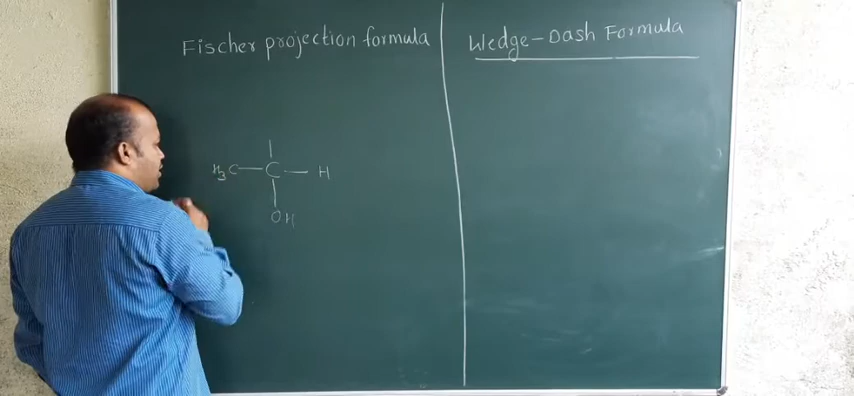 Fischer projection formula
Wedge-Dash Formula
H3C-C-H
OH